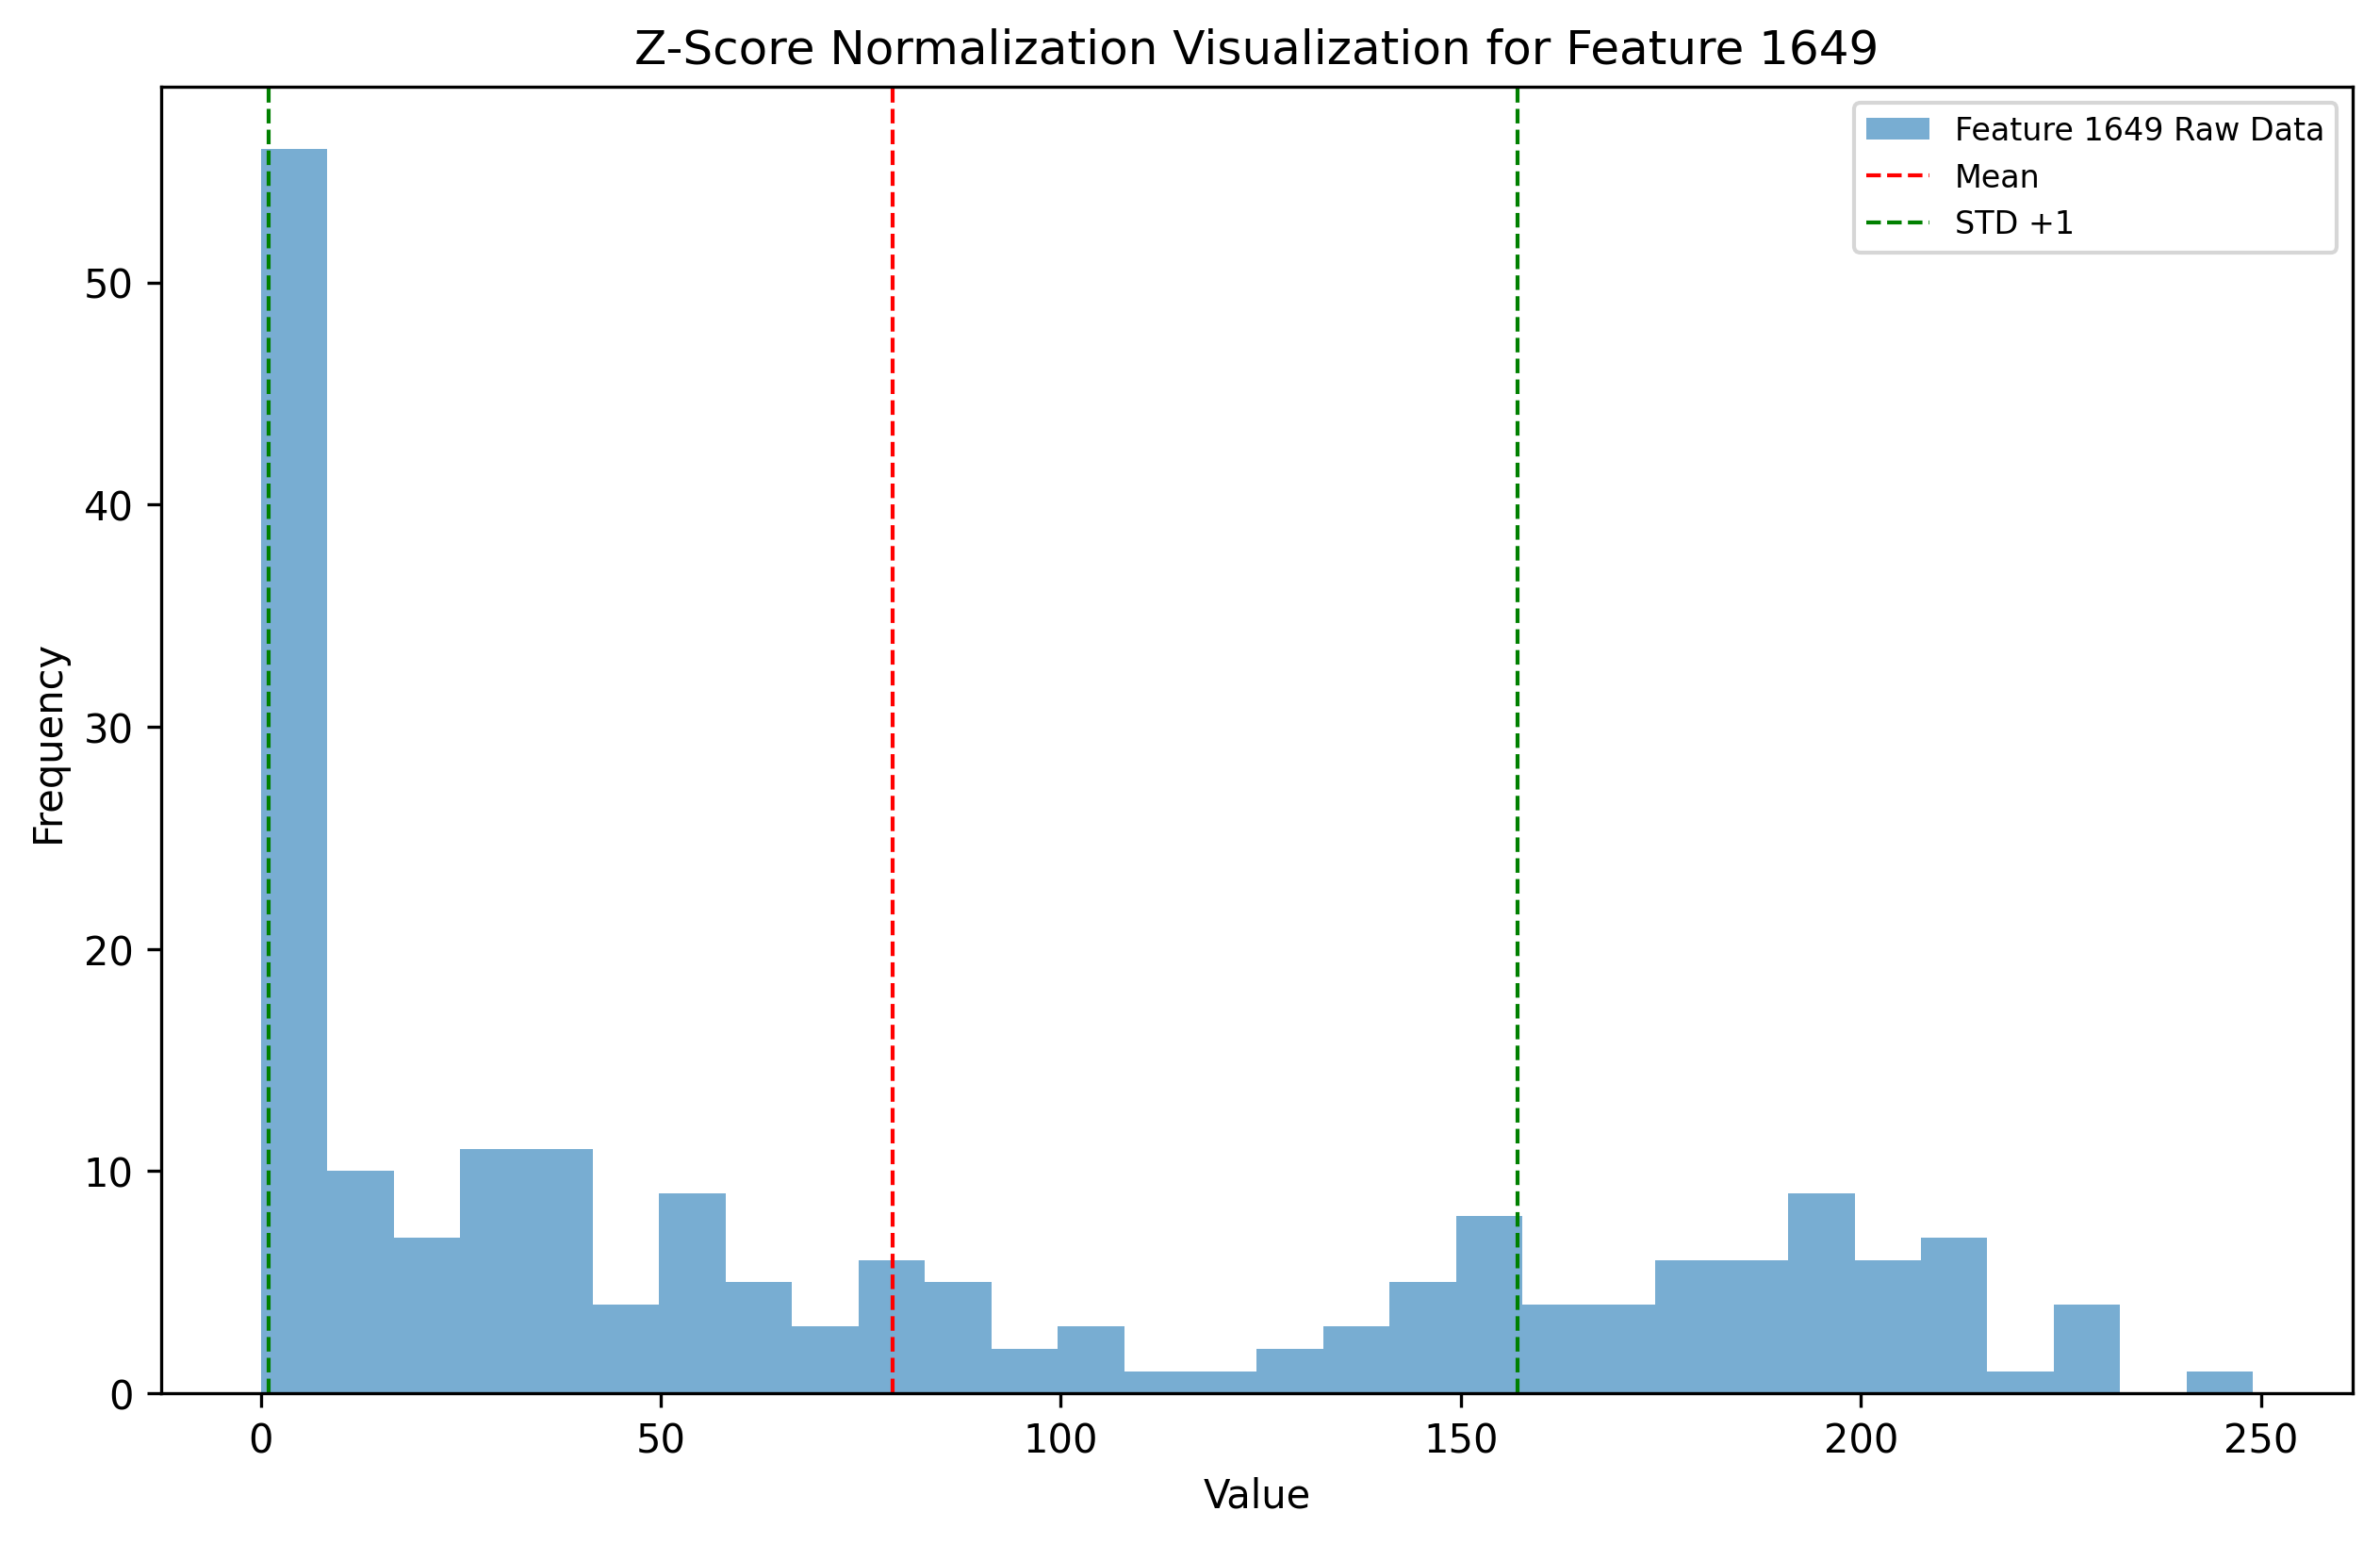 Z-Score Normalization Visualization for Feature 1649
Feature 1649 Raw Data
Mean
STD +1
Frequency
50
40
30
20
10
0
0 50 100 150 200 250
Value